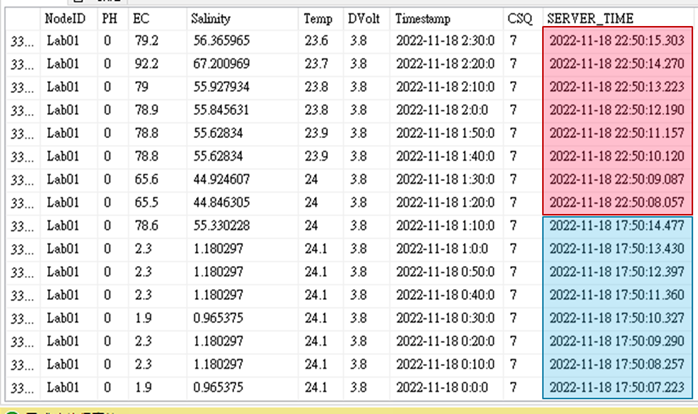 NodeID PH EC Salinity Temp DVolt Timestamp CSQ SERVER_TIME
33... Lab01 0 79.2 56.365965 23.6 3.8 2022-11-18 2:30:0 7 2022-11-18 22:50:15.303
33... Lab01 0 92.2 67.200969 23.7 3.8 2022-11-18 2:20:0 7 2022-11-18 22:50:14.270
33... Lab01 0 79 55.927934 23.8 3.8 2022-11-18 2:10:0 7 2022-11-18 22:50:13.223
33... Lab01 0 78.9 55.845631 23.8 3.8 2022-11-18 2:0:0 7 2022-11-18 22:50:12.190
33... Lab01 0 78.8 55.62834 23.9 3.8 2022-11-18 1:50:0 7 2022-11-18 22:50:11.157
33... Lab01 0 78.8 55.62834 23.9 3.8 2022-11-18 1:40:0 7 2022-11-18 22:50:10.120
33... Lab01 0 65.6 44.924607 24 3.8 2022-11-18 1:30:0 7 2022-11-18 22:50:09.087
33... Lab01 0 65.5 44.846305 24 3.8 2022-11-18 1:20:0 7 2022-11-18 22:50:08.057
33... Lab01 0 78.6 55.330228 24 3.8 2022-11-18 1:10:0 7 2022-11-18 17:50:14.477
33... Lab01 0 2.3 1.180297 24.1 3.8 2022-11-18 1:0:0 7 2022-11-18 17:50:13.430
33... Lab01 0 2.3 1.180297 24.1 3.8 2022-11-18 0:50:0 7 2022-11-18 17:50:12.397
33... Lab01 0 2.3 1.180297 24.1 3.8 2022-11-18 0:40:0 7 2022-11-18 17:50:11.360
33... Lab01 0 1.9 0.965375 24.1 3.8 2022-11-18 0:30:0 7 2022-11-18 17:50:10.327
33... Lab01 0 2.3 1.180297 24.1 3.8 2022-11-18 0:20:0 7 2022-11-18 17:50:09.290
33... Lab01 0 2.3 1.180297 24.1 3.8 2022-11-18 0:10:0 7 2022-11-18 17:50:08.257
33... Lab01 0 1.9 0.965375 24.1 3.8 2022-11-18 0:0:0 7 2022-11-18 17:50:07.223